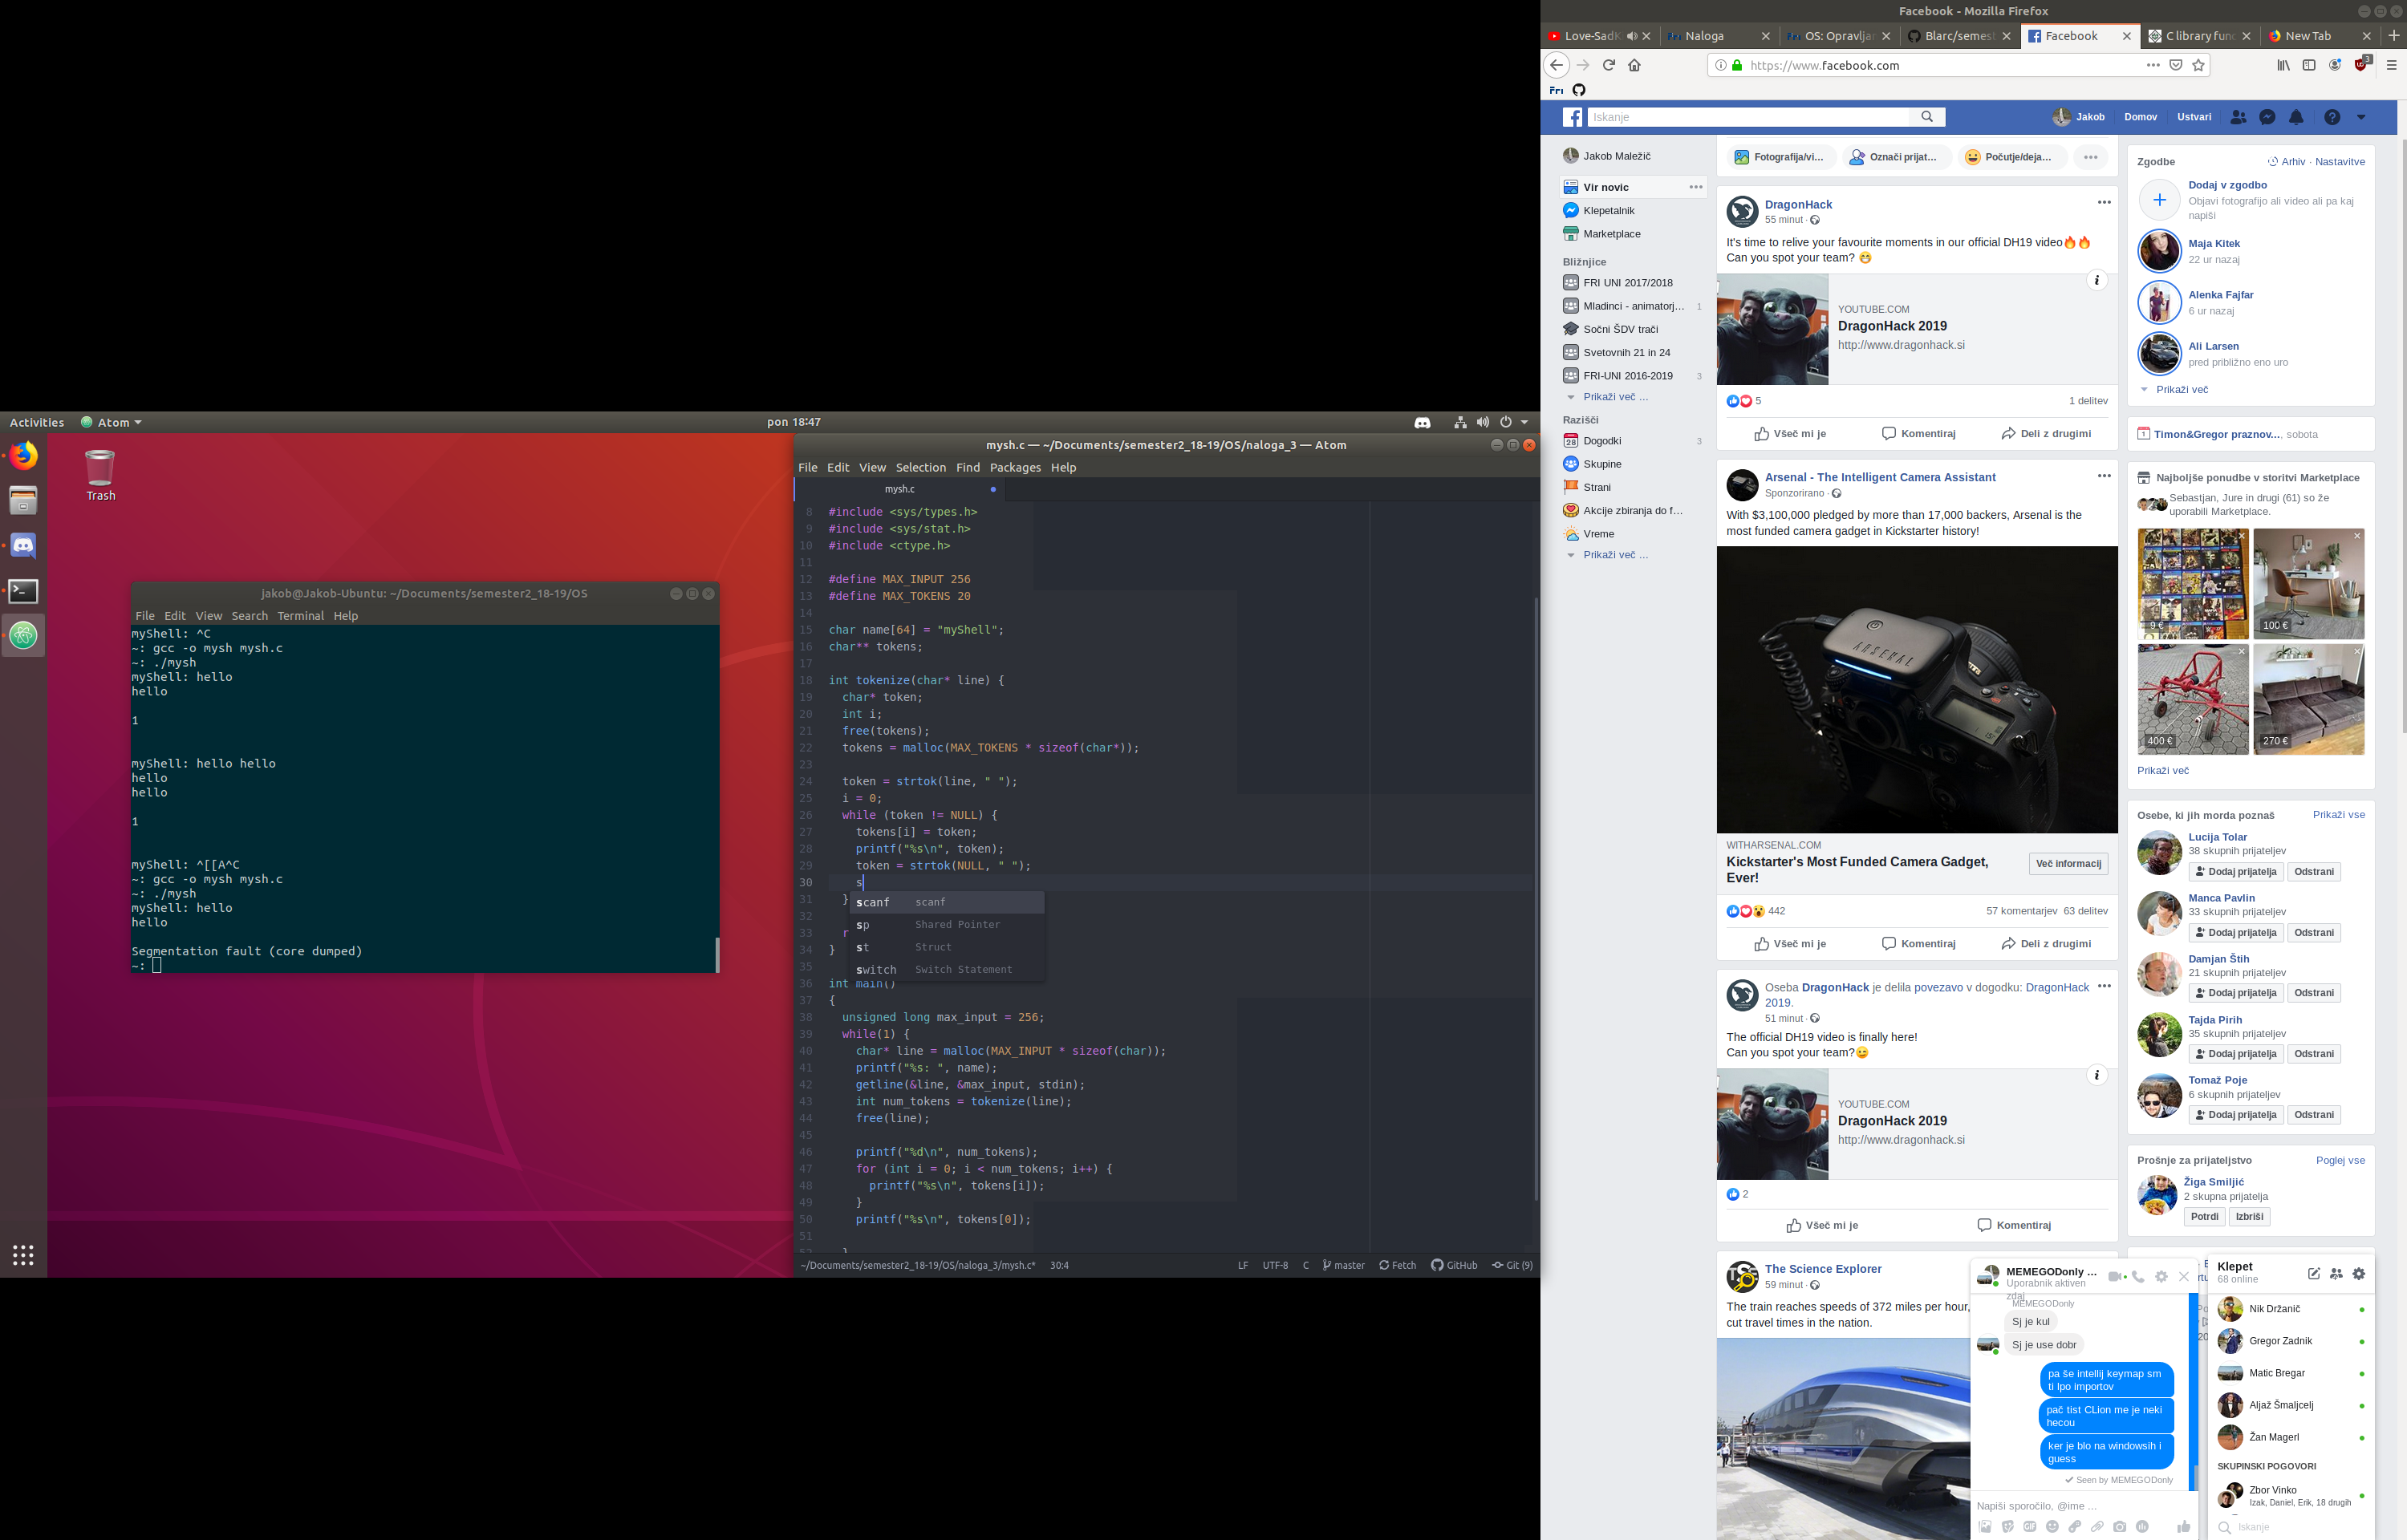 Activities
Atom
pon 18:47
Trash
jakob@Jakob-Ubuntu: ~/Documents/semester2_18-19/OS
File Edit View Search Terminal Help
myShell: ^C
~: gcc -o mysh mysh.c
~: ./mysh
myShell: hello
hello
1
myShell: hello hello
hello
hello
1
myShell: ^[[A^C
~: gcc -o mysh mysh.c
~: ./mysh
myShell: hello
hello
Segmentation fault (core dumped)
~:
mysh.c — ~/Documents/semester2_18-19/OS/naloga_3 — Atom
File Edit View Selection Find Packages Help
mysh.c
8 #include <sys/types.h>
9 #include <sys/stat.h>
10 #include <ctype.h>
11
12 #define MAX_INPUT 256
13 #define MAX_TOKENS 20
14
15 char name[64] = "myShell";
16 char** tokens;
17
18 int tokenize(char* line) {
19 char* token;
20 int i;
21 free(tokens);
22 tokens = malloc(MAX_TOKENS * sizeof(char*));
23
24 token = strtok(line, " ");
25 i = 0;
26 while (token != NULL) {
27 tokens[i] = token;
28 printf("%s\n", token);
29 token = strtok(NULL, " ");
30 s
31 }
scanf scanf
sp Shared Pointer
st Struct
switch Switch Statement
32
33 r
34 }
35
36 int main()
37 {
38 unsigned long max_input = 256;
39 while(1) {
40 char* line = malloc(MAX_INPUT * sizeof(char));
41 printf("%s: ", name);
42 getline(&line, &max_input, stdin);
43 int num_tokens = tokenize(line);
44 free(line);
45
46 printf("%d\n", num_tokens);
47 for (int i = 0; i < num_tokens; i++) {
48 printf("%s\n", tokens[i]);
49 }
50 printf("%s\n", tokens[0]);
51
~/Documents/semester2_18-19/OS/naloga_3/mysh.c* 30:4
LF UTF-8 C master Fetch GitHub Git (9)
Facebook - Mozilla Firefox
Love-SadK
Naloga
OS: Opravljan
Blarc/semest
Facebook
C library func
New Tab
https://www.facebook.com
3
Fri
Iskanje
Jakob Domov Ustvari
Jakob Maležič
Vir novic
Klepetalnik
Marketplace
Bližnjice
FRI UNI 2017/2018
Mladinci - animatorj... 1
Sočni ŠDV trači
Svetovnih 21 in 24
FRI-UNI 2016-2019 3
Prikaži več ...
Razišči
Dogodki 3
Skupine
Strani
Akcije zbiranja do f...
Vreme
Prikaži več ...
Fotografija/vi...
Označi prijat...
Počutje/deja...
DragonHack
55 minut ·
It's time to relive your favourite moments in our official DH19 video🔥🔥
Can you spot your team? 😁
YOUTUBE.COM
DragonHack 2019
http://www.dragonhack.si
5
1 delitev
Všeč mi je Komentiraj Deli z drugimi
Arsenal - The Intelligent Camera Assistant
Sponzorirano ·
With $3,100,000 pledged by more than 17,000 backers, Arsenal is the
most funded camera gadget in Kickstarter history!
ARSENAL
WITHARSENAL.COM
Kickstarter's Most Funded Camera Gadget,
Ever!
Več informacij
442
57 komentarjev 63 delitev
Všeč mi je Komentiraj Deli z drugimi
Oseba DragonHack je delila povezavo v dogodku: DragonHack
2019.
51 minut ·
The official DH19 video is finally here!
Can you spot your team?😉
YOUTUBE.COM
DragonHack 2019
http://www.dragonhack.si
2
Všeč mi je Komentiraj
The Science Explorer
59 minut ·
The train reaches speeds of 372 miles per hour,
cut travel times in the nation.
Zgodbe
Arhiv · Nastavitve
Dodaj v zgodbo
Objavi fotografijo ali video ali pa kaj
napiši
Maja Kitek
22 ur nazaj
Alenka Fajfar
6 ur nazaj
Ali Larsen
pred približno eno uro
Prikaži več
Timon&Gregor praznov..., sobota
Najboljše ponudbe v storitvi Marketplace
Sebastjan, Jure in drugi (61) so že
uporabili Marketplace.
9 €
100 €
400 €
270 €
Prikaži več
Osebe, ki jih morda poznaš
Prikaži vse
Lucija Tolar
38 skupnih prijateljev
Dodaj prijatelja Odstrani
Manca Pavlin
33 skupnih prijateljev
Dodaj prijatelja Odstrani
Damjan Štih
21 skupnih prijateljev
Dodaj prijatelja Odstrani
Tajda Pirih
35 skupnih prijateljev
Dodaj prijatelja Odstrani
Tomaž Poje
6 skupnih prijateljev
Dodaj prijatelja Odstrani
Prošnje za prijateljstvo
Poglej vse
Žiga Smiljić
2 skupna prijatelja
Potrdi Izbriši
MEMEGODonly ...
Uporabnik aktiven
zdaj
MEMEGODonly
Sj je kul
Sj je use dobr
pa še intellij keymap sm
ti lpo importov
pač tist CLion me je neki
hecou
ker je blo na windowsih i
guess
Seen by MEMEGODonly
Napiši sporočilo, @ime ...
Klepet
68 online
Nik Držanič
Gregor Zadnik
Matic Bregar
Aljaž Šmaljcelj
Žan Magerl
SKUPINSKI POGOVORI
Zbor Vinko
Izak, Daniel, Erik, 18 drugih
Iskanje